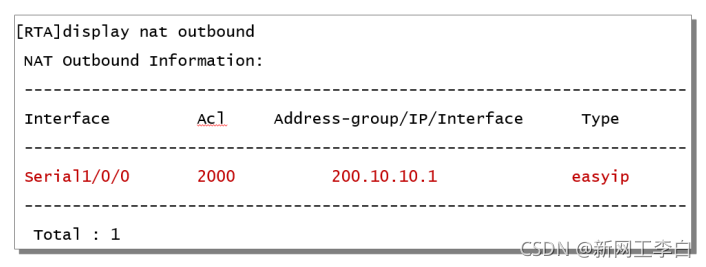 [RTA]display nat outbound
NAT Outbound Information:
--------------------------------------------------------------------
Interface Acl Address-group/IP/Interface Type
--------------------------------------------------------------------
Serial1/0/0 2000 200.10.10.1 easyip
--------------------------------------------------------------------
Total : 1
CSDN @新网工李白